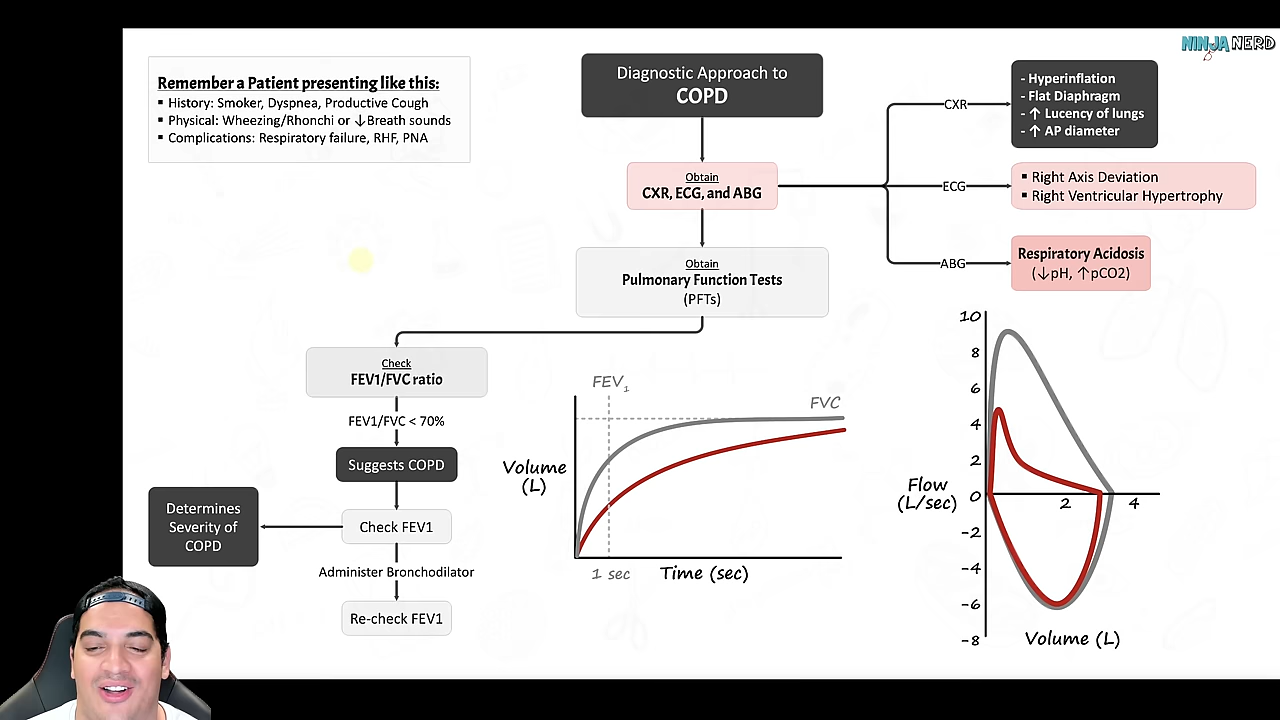 NINJA NERD
Remember a Patient presenting like this:
▪ History: Smoker, Dyspnea, Productive Cough
▪ Physical: Wheezing/Rhonchi or ↓Breath sounds
▪ Complications: Respiratory failure, RHF, PNA
Diagnostic Approach to
COPD
Obtain
CXR, ECG, and ABG
CXR
- Hyperinflation
- Flat Diaphragm
- ↑ Lucency of lungs
- ↑ AP diameter
ECG
▪ Right Axis Deviation
▪ Right Ventricular Hypertrophy
ABG
Respiratory Acidosis
(↓pH, ↑pCO2)
Obtain
Pulmonary Function Tests
(PFTs)
Check
FEV1/FVC ratio
FEV1/FVC < 70%
Suggests COPD
Check FEV1
Determines
Severity of
COPD
Administer Bronchodilator
Re-check FEV1
FEV₁
FVC
Volume
(L)
1 sec
Time (sec)
10
8
6
4
2
0
-2
-4
-6
-8
Flow
(L/sec)
2
4
Volume (L)